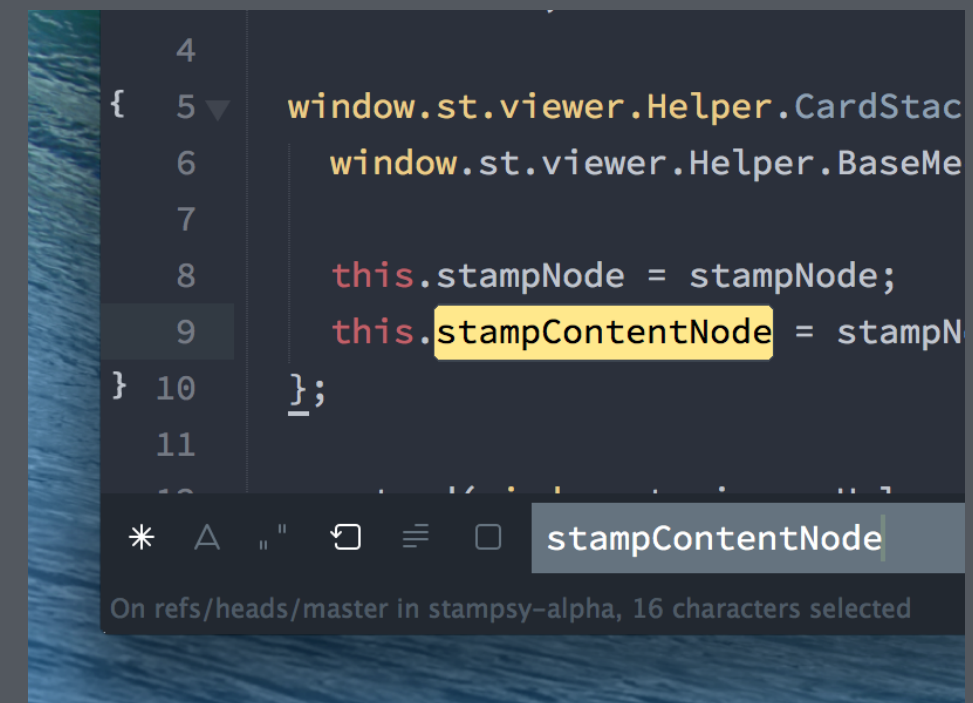 4
{ 5 window.st.viewer.Helper.CardStac
6 window.st.viewer.Helper.BaseMe
7
8 this.stampNode = stampNode;
9 this.stampContentNode = stampN
} 10 };
11
stampContentNode
On refs/heads/master in stampsy-alpha, 16 characters selected